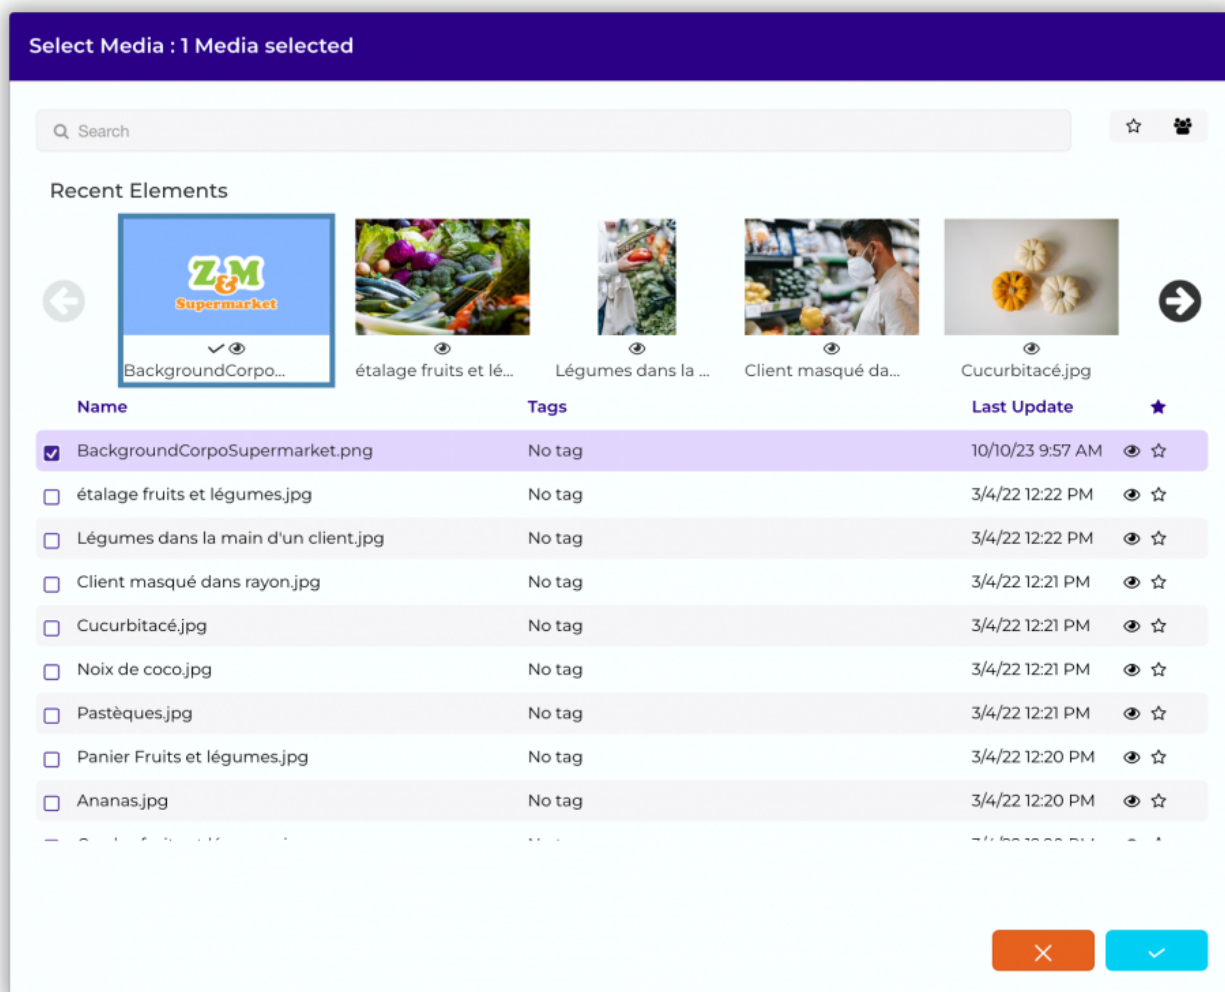 Select Media : 1 Media selected
Search
Recent Elements
Z&M
Supermarket
BackgroundCorpo...
étalage fruits et lé...
Légumes dans la ...
Client masqué da...
Cucurbitacé.jpg
Name Tags Last Update
BackgroundCorpoSupermarket.png No tag 10/10/23 9:57 AM
étalage fruits et légumes.jpg No tag 3/4/22 12:22 PM
Légumes dans la main d'un client.jpg No tag 3/4/22 12:22 PM
Client masqué dans rayon.jpg No tag 3/4/22 12:21 PM
Cucurbitacé.jpg No tag 3/4/22 12:21 PM
Noix de coco.jpg No tag 3/4/22 12:21 PM
Pastèques.jpg No tag 3/4/22 12:21 PM
Panier Fruits et légumes.jpg No tag 3/4/22 12:20 PM
Ananas.jpg No tag 3/4/22 12:20 PM